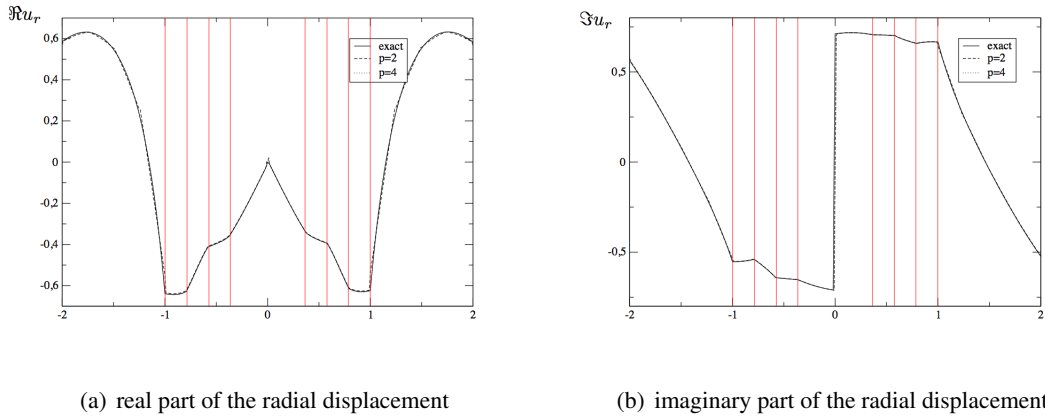 ℜu_r
0,6
0,4
0,2
0
-0,2
-0,4
-0,6
-2
-1
0
1
2
exact
p=2
p=4
ℑu_r
0,5
0
-0,5
-2
-1
0
1
2
exact
p=2
p=4
(a) real part of the radial displacement
(b) imaginary part of the radial displacement